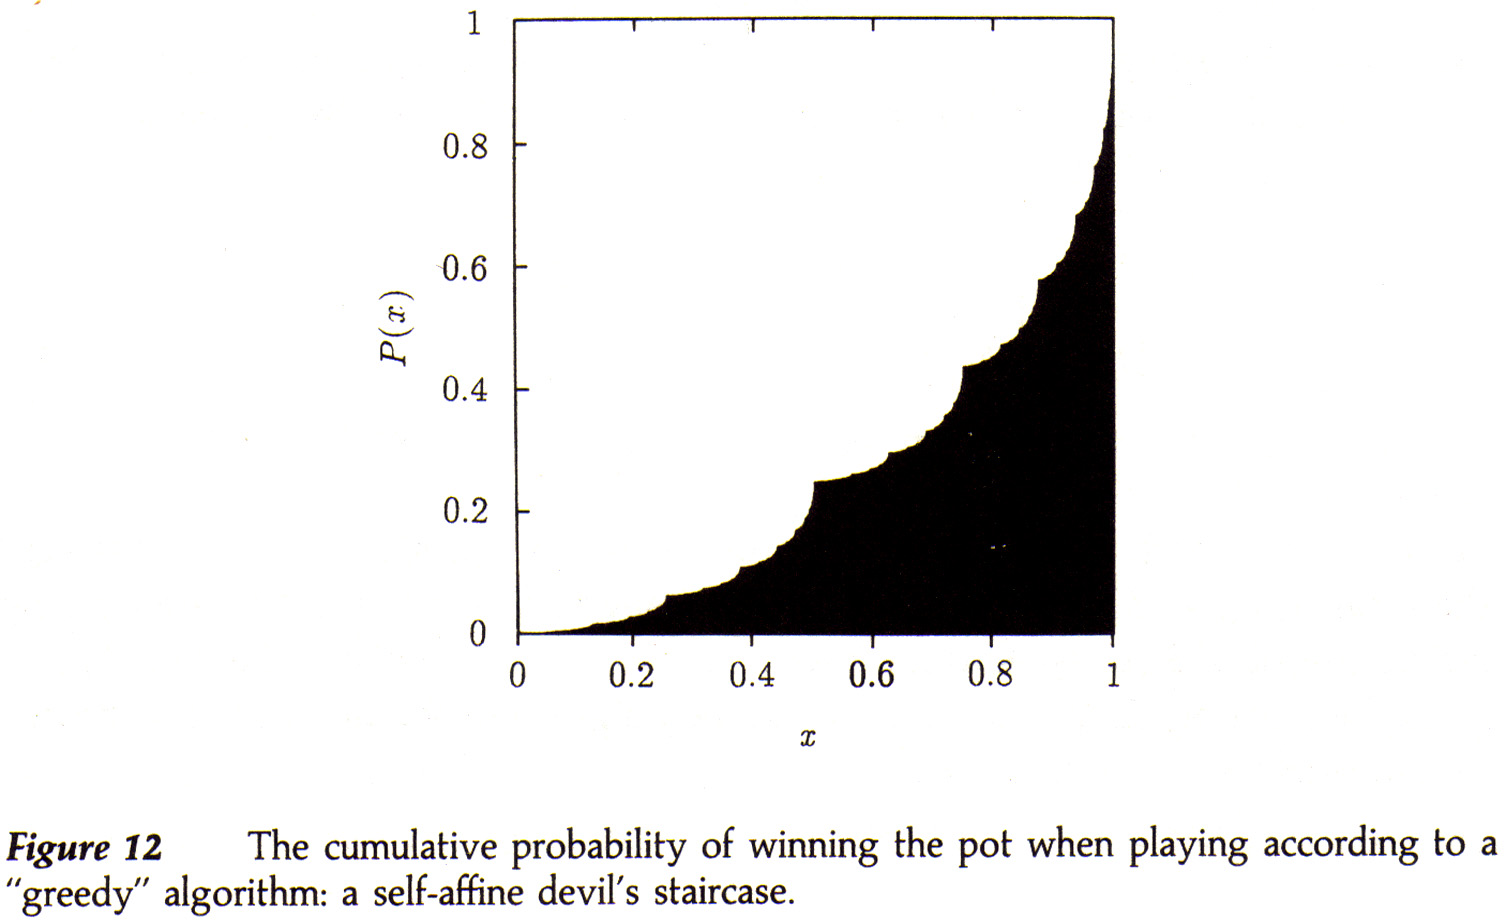 1
0.8
0.6
0.4
0.2
0
P(x)
0 0.2 0.4 0.6 0.8 1
x
Figure 12 The cumulative probability of winning the pot when playing according to a
“greedy” algorithm: a self-affine devil’s staircase.